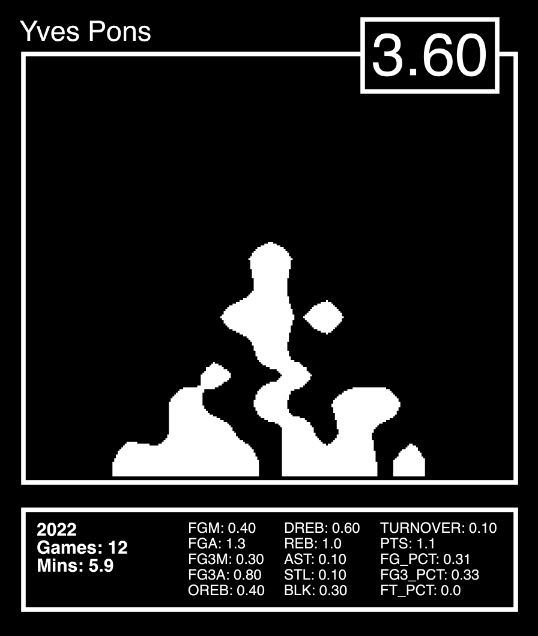 Yves Pons
3.60
2022
Games: 12
Mins: 5.9
FGM: 0.40
FGA: 1.3
FG3M: 0.30
FG3A: 0.80
OREB: 0.40
DREB: 0.60
REB: 1.0
AST: 0.10
STL: 0.10
BLK: 0.30
TURNOVER: 0.10
PTS: 1.1
FG_PCT: 0.31
FG3_PCT: 0.33
FT_PCT: 0.0